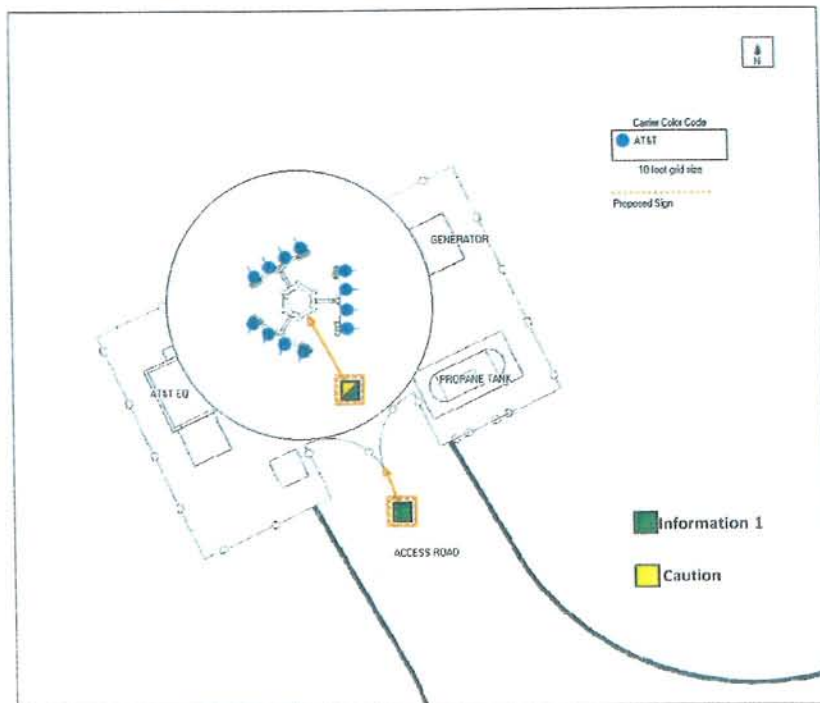 N
Carrier Color Code
AT&T
10 foot grid size
Proposed Sign
GENERATOR
AT&T EQ
PROPANE TANK
ACCESS ROAD
Information 1
Caution